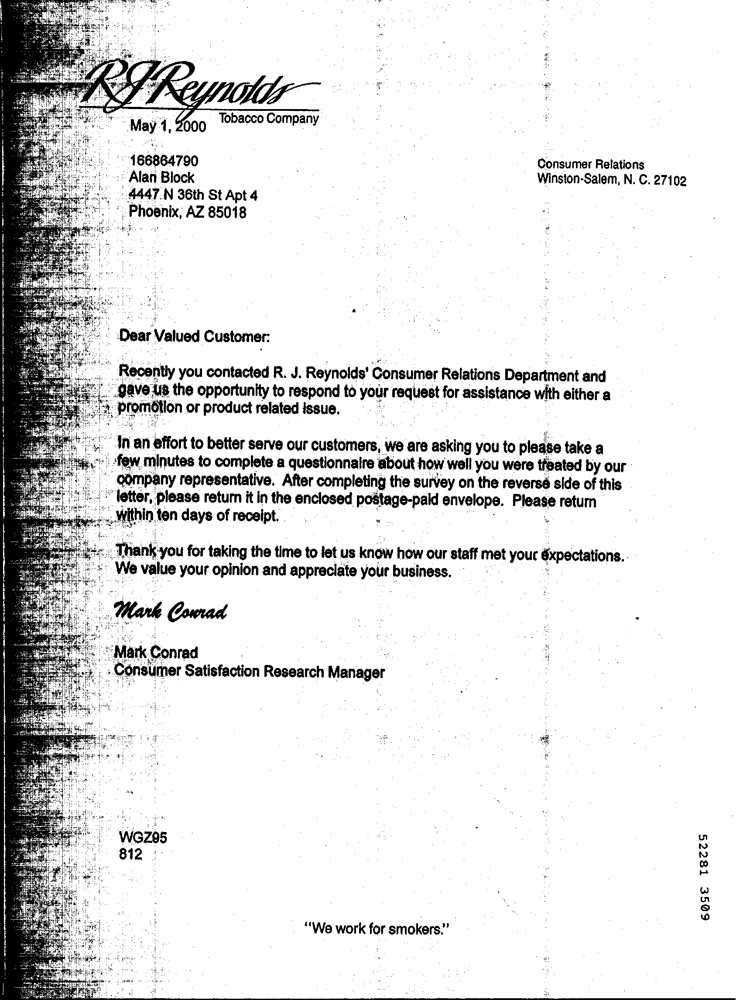 RJReynolds
Tobacco Company
May 1, 2000
166864790
Alan Block
4447 N 36th St Apt 4
Phoenix, AZ 85018
Consumer Relations
Winston-Salem, N. C. 27102
Dear Valued Customer:
Recently you contacted R. J. Reynolds' Consumer Relations Department and
gave us the opportunity to respond to your request for assistance with either a
promotion or product related issue.
In an effort to better serve our customers, we are asking you to please take a
few minutes to complete a questionnaire about how well you were treated by our
company representative. After completing the survey on the reverse side of this
letter, please return it in the enclosed postage-paid envelope. Please return
within ten days of receipt.
Thank you for taking the time to let us know how our staff met your expectations.
We value your opinion and appreciate your business.
Mark Conrad
Mark Conrad
Consumer Satisfaction Research Manager
WGZ95
812
52281 3509
"We work for smokers."